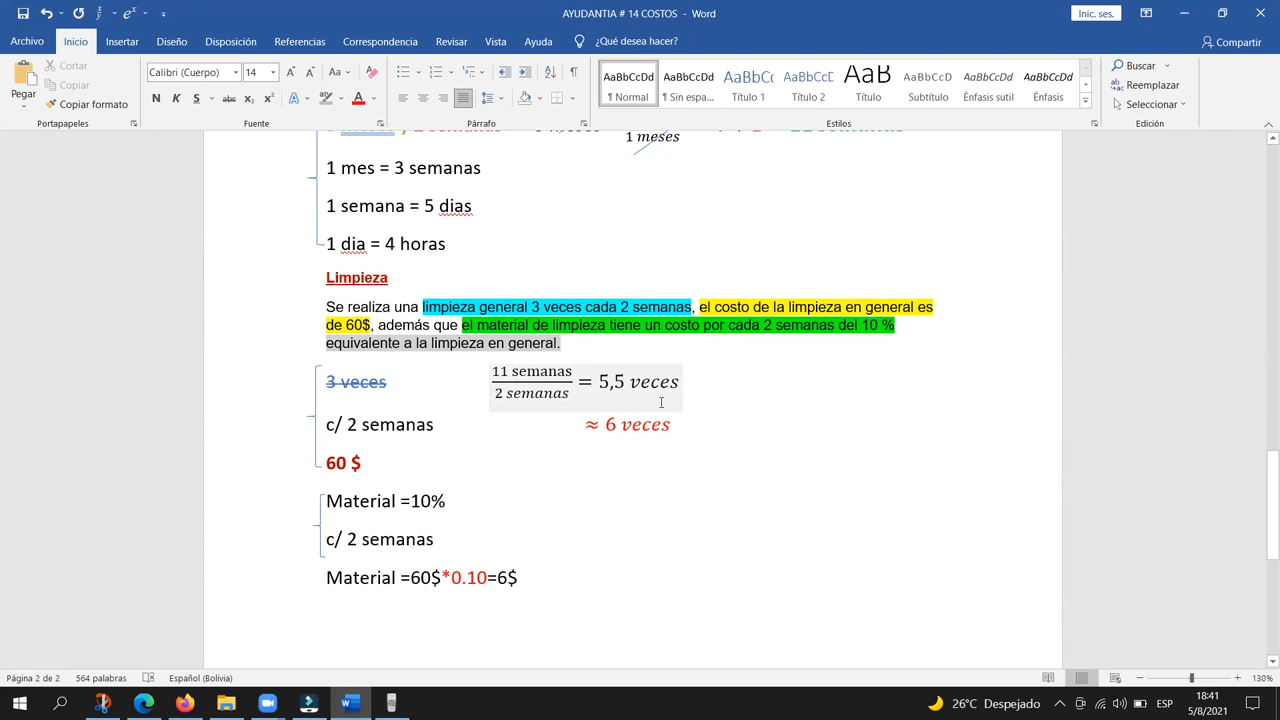 AYUDANTIA # 14 COSTOS - Word
Inic. ses.
Archivo Inicio Insertar Diseño Disposición Referencias Correspondencia Revisar Vista Ayuda ¿Qué desea hacer? Compartir
Pegar
Cortar
Copiar
Copiar formato
Calibri (Cuerpo) 14
AaBbCcDd AaBbCcDd AaBbCc AaBbCcD AaB AaBbCcD AaBbCcDd AaBbCcDd
¶ Normal ¶ Sin espa... Título 1 Título 2 Título Subtítulo Énfasis sutil Énfasis
Buscar
Reemplazar
Seleccionar
Portapapeles Fuente Párrafo Estilos Edición
1 meses
1 mes = 3 semanas
1 semana = 5 dias
1 dia = 4 horas
Limpieza
Se realiza una limpieza general 3 veces cada 2 semanas, el costo de la limpieza en general es
de 60$, además que el material de limpieza tiene un costo por cada 2 semanas del 10 %
equivalente a la limpieza en general.
3 veces 11 semanas / 2 semanas = 5,5 veces
c/ 2 semanas ≈ 6 veces
60 $
Material =10%
c/ 2 semanas
Material =60$*0.10=6$
Página 2 de 2 564 palabras Español (Bolivia) 130%
26°C Despejado ESP 18:41
5/8/2021